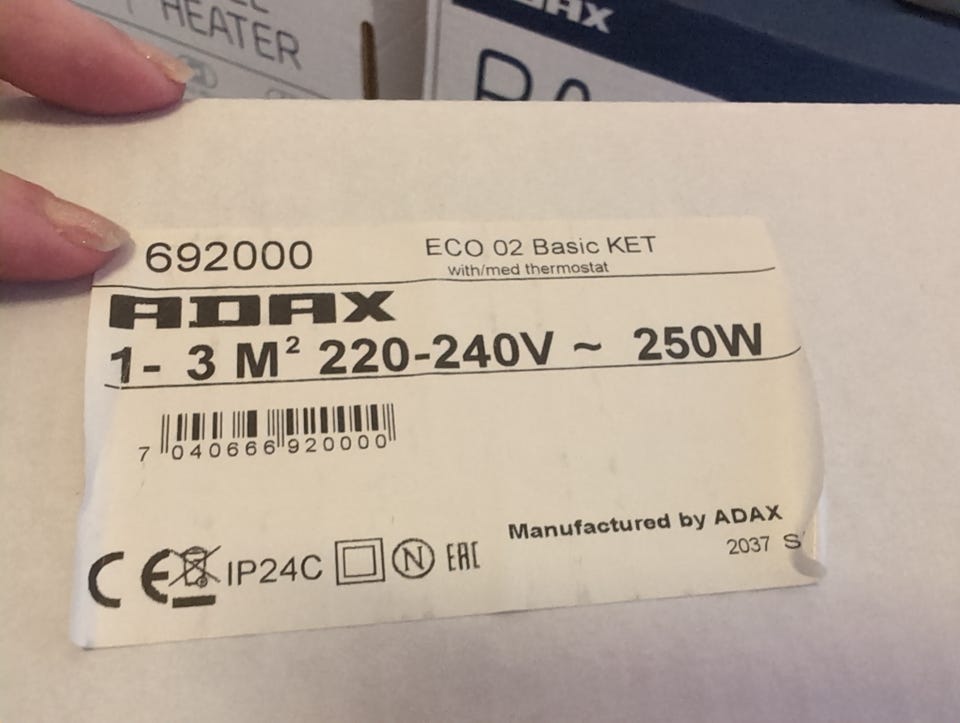 HEATER
ADAX
692000
ECO 02 Basic KET
with/med thermostat
ADAX
1- 3 M² 220-240V ~ 250W
7 040666 920000
Manufactured by ADAX
2037 S
CE IP24C N EAC